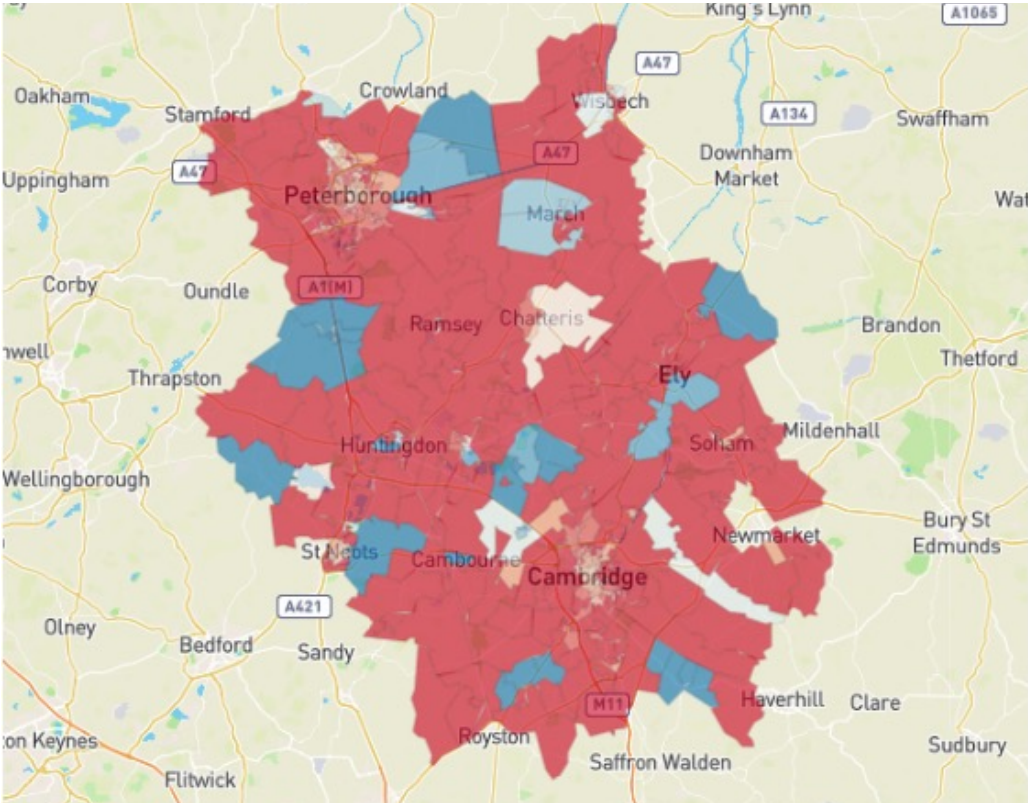 King's Lynn
A1065
A47
Oakham
Crowland
Stamford
Wisbech
A134
Swaffham
A47
A47
Downham
Market
Uppingham
Peterborough
March
Corby
Oundle
A1(M)
Ramsey
Chatteris
Brandon
Thetford
Thrapston
Ely
Huntingdon
Soham
Mildenhall
Wellingborough
Newmarket
Bury St
Edmunds
St Neots
Cambourne
Cambridge
A421
Olney
Bedford
Sandy
M11
Haverhill
Clare
Royston
Saffron Walden
Sudbury
ton Keynes
Flitwick